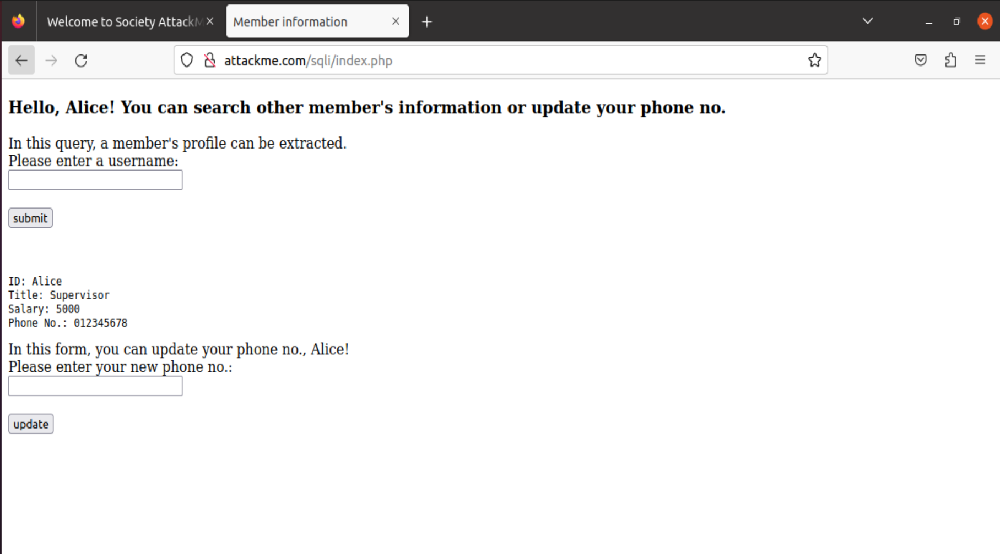 Welcome to Society AttackM
Member information
attackme.com/sqli/index.php
Hello, Alice! You can search other member's information or update your phone no.
In this query, a member's profile can be extracted.
Please enter a username:
submit
ID: Alice
Title: Supervisor
Salary: 5000
Phone No.: 012345678
In this form, you can update your phone no., Alice!
Please enter your new phone no.:
update